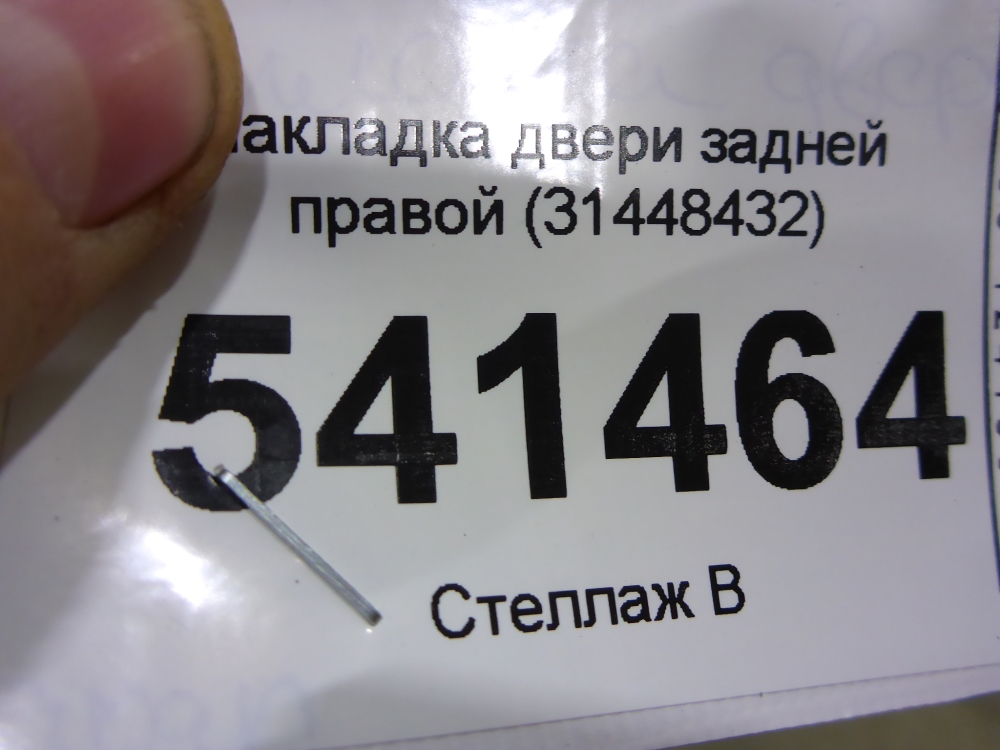 акладка двери задней
правой (31448432)
541464
Стеллаж В